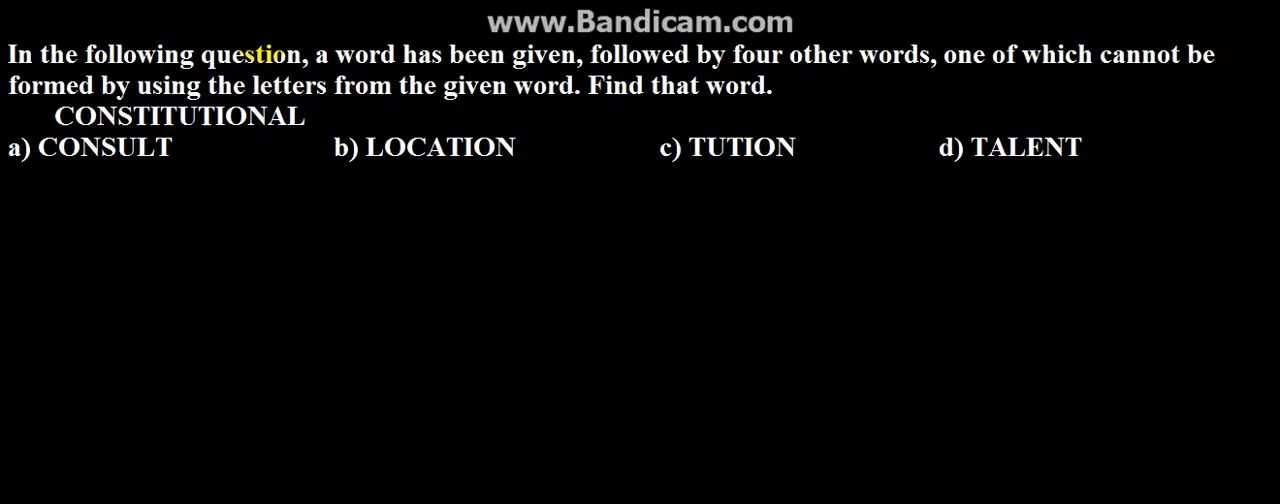 www.Bandicam.com
In the following question, a word has been given, followed by four other words, one of which cannot be
formed by using the letters from the given word. Find that word.
CONSTITUTIONAL
a) CONSULT b) LOCATION c) TUTION d) TALENT